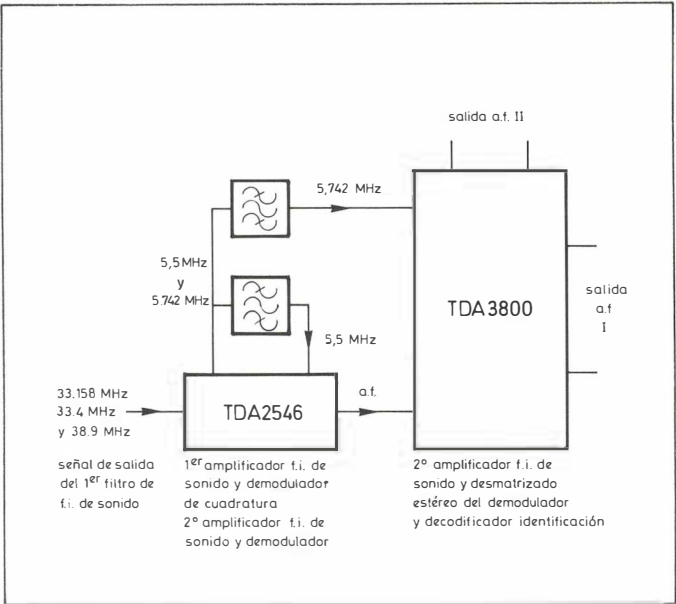 salida a.f. II
5,742 MHz
5,5 MHz
y
5.742 MHz
5,5 MHz
TDA3800
salida
a.f
I
33.158 MHz
33.4 MHz
y 38.9 MHz
TDA2546
a.f.
señal de salida
del 1er filtro de
f.i. de sonido
1er amplificador f.i. de
sonido y demodulador
de cuadratura
2º amplificador f.i. de
sonido y demodulador
2º amplificador f.i. de
sonido y desmatrizado
estéreo del demodulador
y decodificador identificación